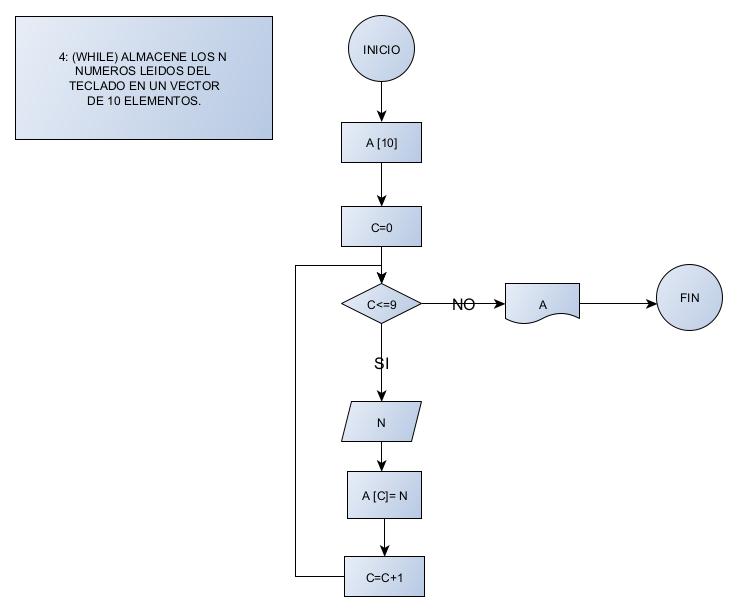 4: (WHILE) ALMACENE LOS N
NUMEROS LEIDOS DEL
TECLADO EN UN VECTOR
DE 10 ELEMENTOS.
INICIO
A [10]
C=0
C<=9
NO
A
FIN
SI
N
A [C]= N
C=C+1